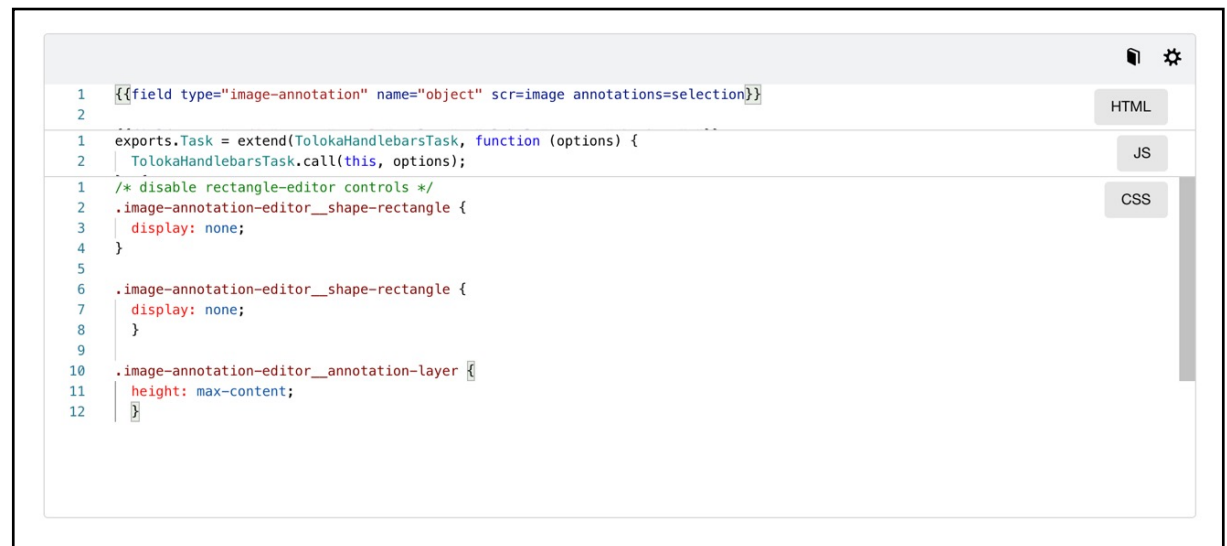 1 {{field type="image-annotation" name="object" scr=image annotations=selection}}
HTML
2
1 exports.Task = extend(TolokaHandlebarsTask, function (options) {
2 TolokaHandlebarsTask.call(this, options);
JS
1 /* disable rectangle-editor controls */
CSS
2 .image-annotation-editor__shape-rectangle {
3 display: none;
4 }
5
6 .image-annotation-editor__shape-rectangle {
7 display: none;
8 }
9
10 .image-annotation-editor__annotation-layer {
11 height: max-content;
12 }